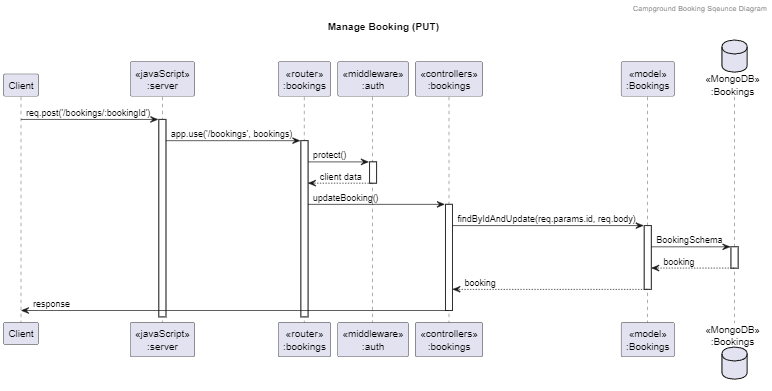 Campground Booking Sqeunce Diagram
Manage Booking (PUT)
Client
«javaScript»
:server
«router»
:bookings
«middleware»
:auth
«controllers»
:bookings
«model»
:Bookings
«MongoDB»
:Bookings
req.post('/bookings/:bookingId')
app.use('/bookings', bookings)
protect()
client data
updateBooking()
findByIdAndUpdate(req.params.id, req.body)
BookingSchema
booking
booking
response
Client
«javaScript»
:server
«router»
:bookings
«middleware»
:auth
«controllers»
:bookings
«model»
:Bookings
«MongoDB»
:Bookings